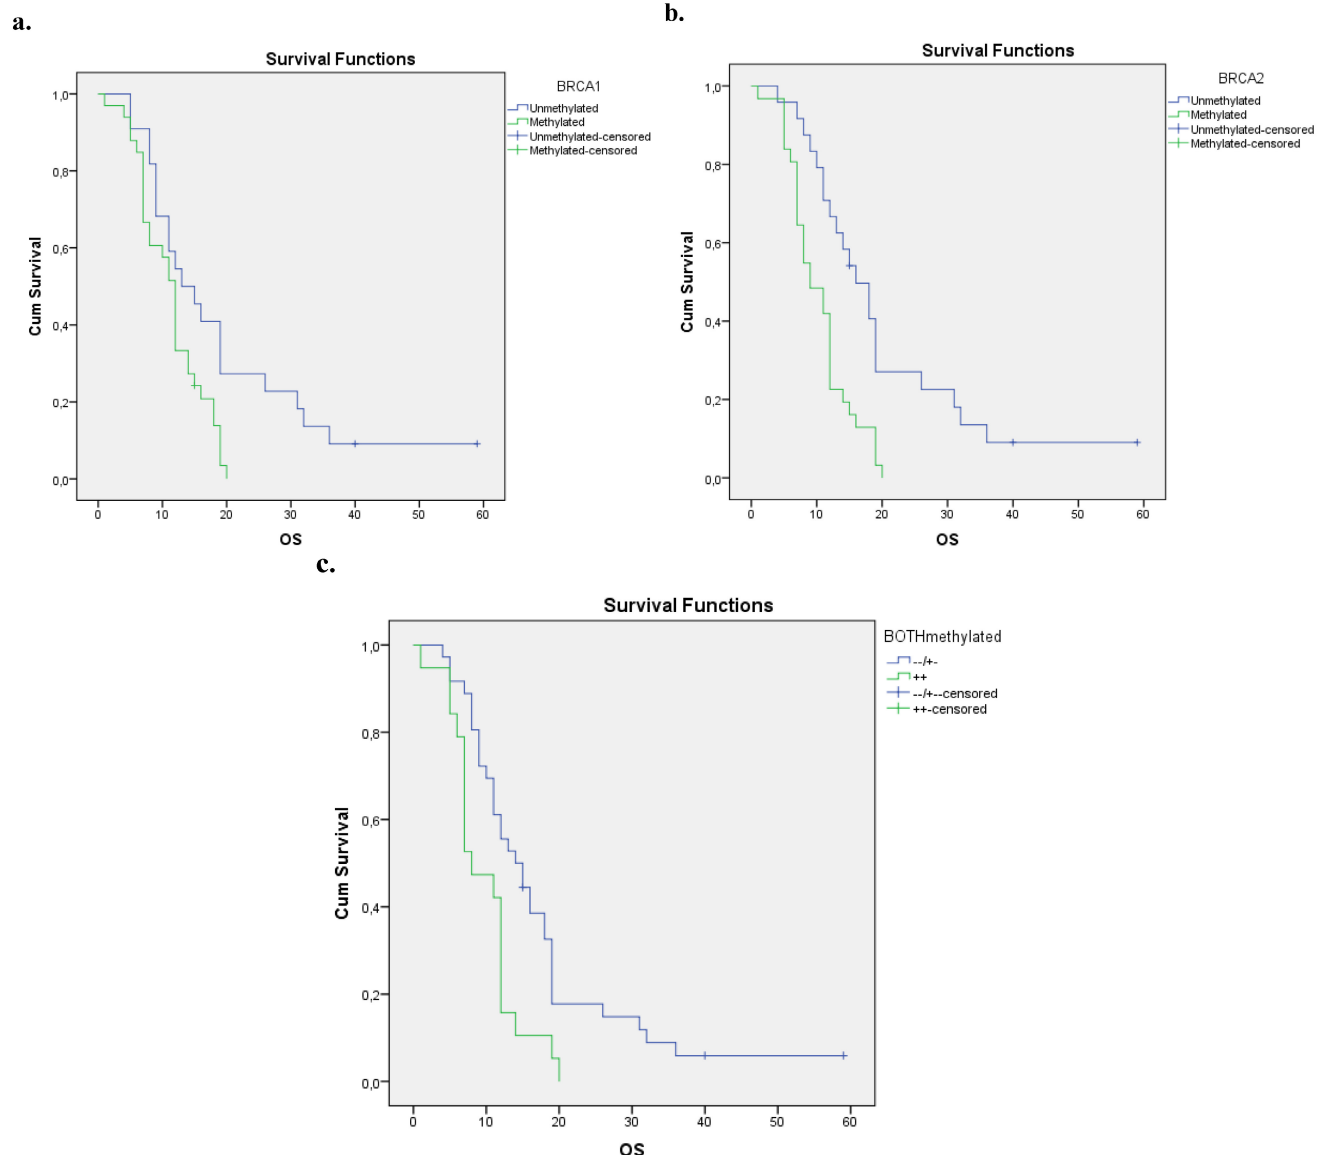 a.
Survival Functions
BRCA1
Unmethylated
Methylated
Unmethylated-censored
Methylated-censored
1,0
0,8
0,6
0,4
0,2
0,0
Cum Survival
0 10 20 30 40 50 60
OS
b.
Survival Functions
BRCA2
Unmethylated
Methylated
Unmethylated-censored
Methylated-censored
1,0
0,8
0,6
0,4
0,2
0,0
Cum Survival
0 10 20 30 40 50 60
OS
c.
Survival Functions
BOTHmethylated
--/+-
++
--/+--censored
++-censored
1,0
0,8
0,6
0,4
0,2
0,0
Cum Survival
0 10 20 30 40 50 60
OS